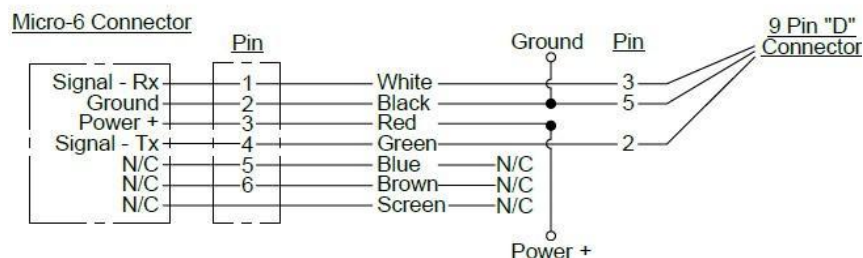 Micro-6 Connector
Pin
Ground
Pin
9 Pin "D"
Connector
Signal - Rx 1 White 3
Ground 2 Black 5
Power + 3 Red
Signal - Tx 4 Green 2
N/C 5 Blue N/C
N/C 6 Brown N/C
N/C Screen N/C
Power +